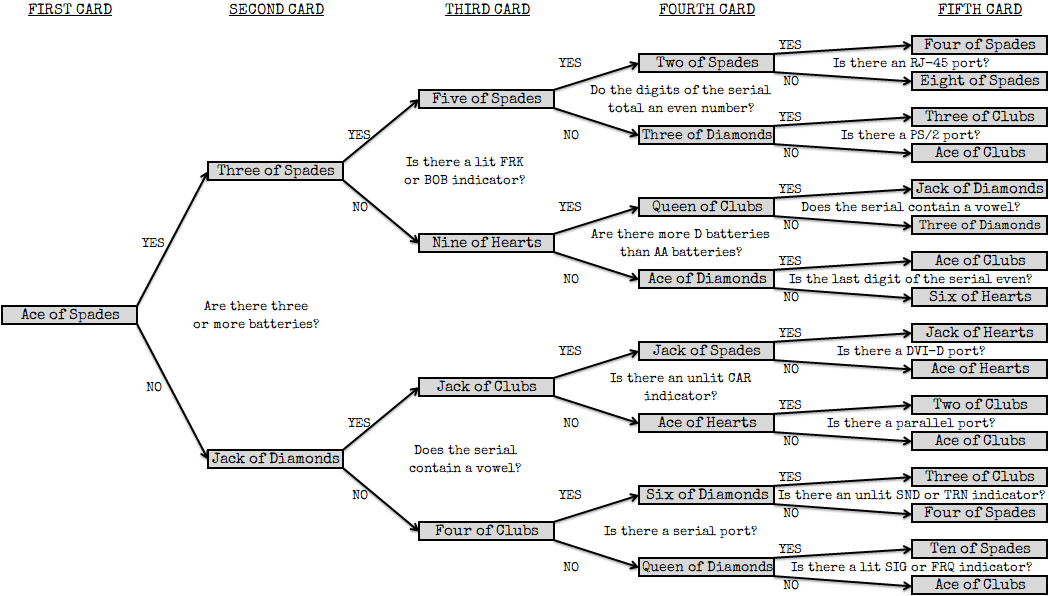 FIRST CARD
SECOND CARD
THIRD CARD
FOURTH CARD
FIFTH CARD
Ace of Spades
YES
NO
Are there three
or more batteries?
Three of Spades
YES
NO
Is there a lit FRK
or BOB indicator?
Jack of Diamonds
YES
NO
Does the serial
contain a vowel?
Five of Spades
YES
NO
Do the digits of the serial
total an even number?
Nine of Hearts
YES
NO
Are there more D batteries
than AA batteries?
Jack of Clubs
YES
NO
Is there an unlit CAR
indicator?
Four of Clubs
YES
NO
Is there a serial port?
Two of Spades
YES
NO
Is there an RJ-45 port?
Four of Spades
Eight of Spades
Three of Diamonds
YES
NO
Is there a PS/2 port?
Three of Clubs
Ace of Clubs
Queen of Clubs
YES
NO
Does the serial contain a vowel?
Jack of Diamonds
Three of Diamonds
Ace of Diamonds
YES
NO
Is the last digit of the serial even?
Ace of Clubs
Six of Hearts
Jack of Spades
YES
NO
Is there a DVI-D port?
Jack of Hearts
Ace of Hearts
Ace of Hearts
YES
NO
Is there a parallel port?
Two of Clubs
Ace of Clubs
Six of Diamonds
YES
NO
Is there an unlit SND or TRN indicator?
Three of Clubs
Four of Spades
Queen of Diamonds
YES
NO
Is there a lit SIG or FRQ indicator?
Ten of Spades
Ace of Clubs